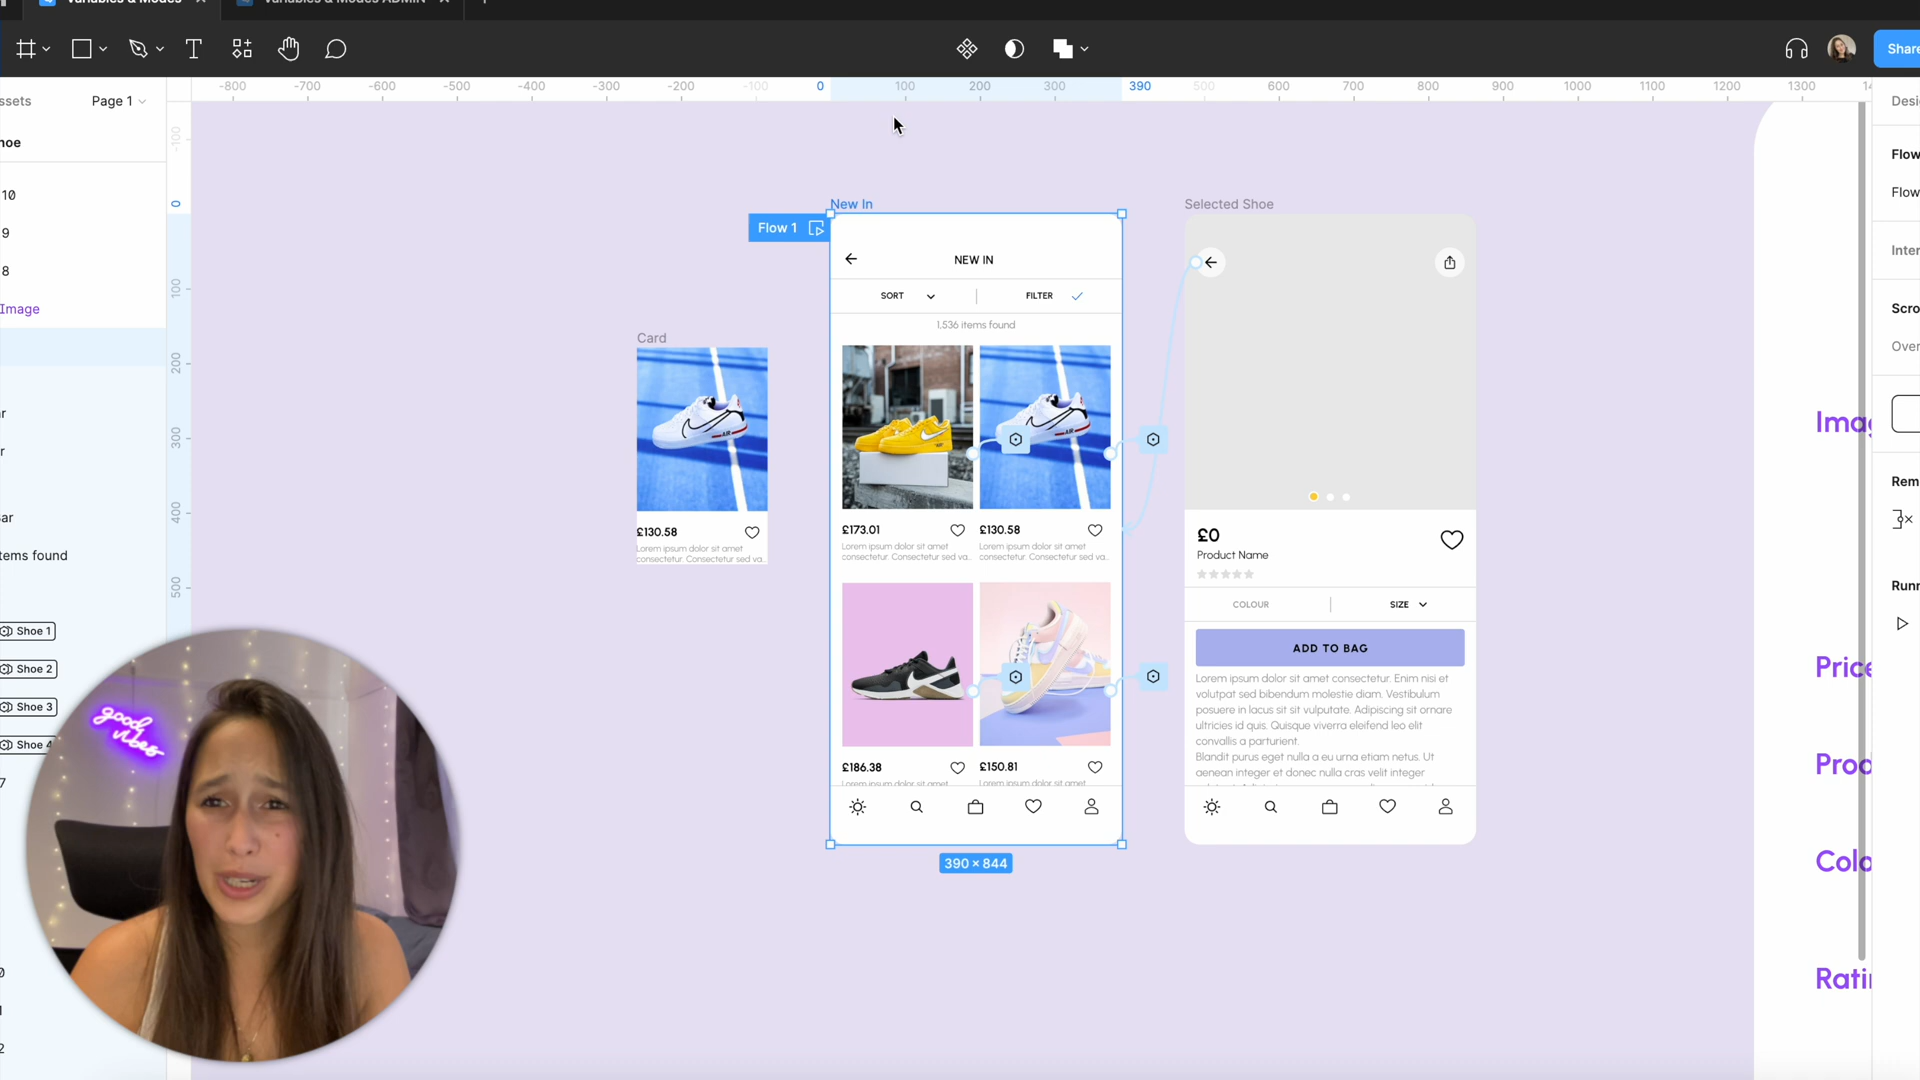 Variables & Modes
Variables & Modes ADMIN
Share
-800
-700
-600
-500
-400
-300
-200
-100
0
100
200
300
390
500
600
700
800
900
1000
1100
1200
1300
ssets
Page 1
Desi
hoe
Flow
-100
10
Flow
0
New In
Selected Shoe
9
Flow 1
Inter
8
NEW IN
100
SORT
FILTER
Image
Scro
1,536 items found
Card
Over
200
ar
Imag
300
r
AIR
AIR
Rem
400
Bar
£130.58
£173.01
£130.58
£0
Lorem ipsum dolor sit amet
consectetur. Consectetur sed va..
Lorem ipsum dolor sit amet
consectetur. Consectetur sed va..
Lorem ipsum dolor sit amet
consectetur. Consectetur sed va..
Product Name
tems found
500
Runn
COLOUR
SIZE
Shoe 1
ADD TO BAG
Shoe 2
Price
Lorem ipsum dolor sit amet consectetur. Enim nisi et
volutpat sed bibendum molestie diam. Vestibulum
posuere in lacus sit sit vulputate. Adipiscing sit ornare
ultricies id quis. Quisque viverra eleifend leo elit
convallis a parturient.
Blandit purus eget nulla a eu urna etiam netus. Ut
aenean integer et donec nulla cras velit integer
Shoe 3
good
vibes
Shoe 4
£186.38
£150.81
Prod
Lorem ipsum dolor sit amet
Lorem ipsum dolor sit amet
7
390 × 844
Colo
0
Ratin
1
2